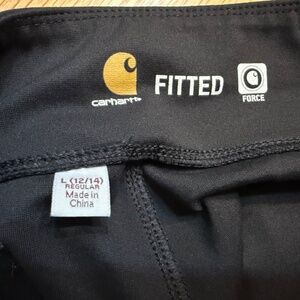 carhartt
FITTED
FORCE
L (12/14)
REGULAR
Made in
China